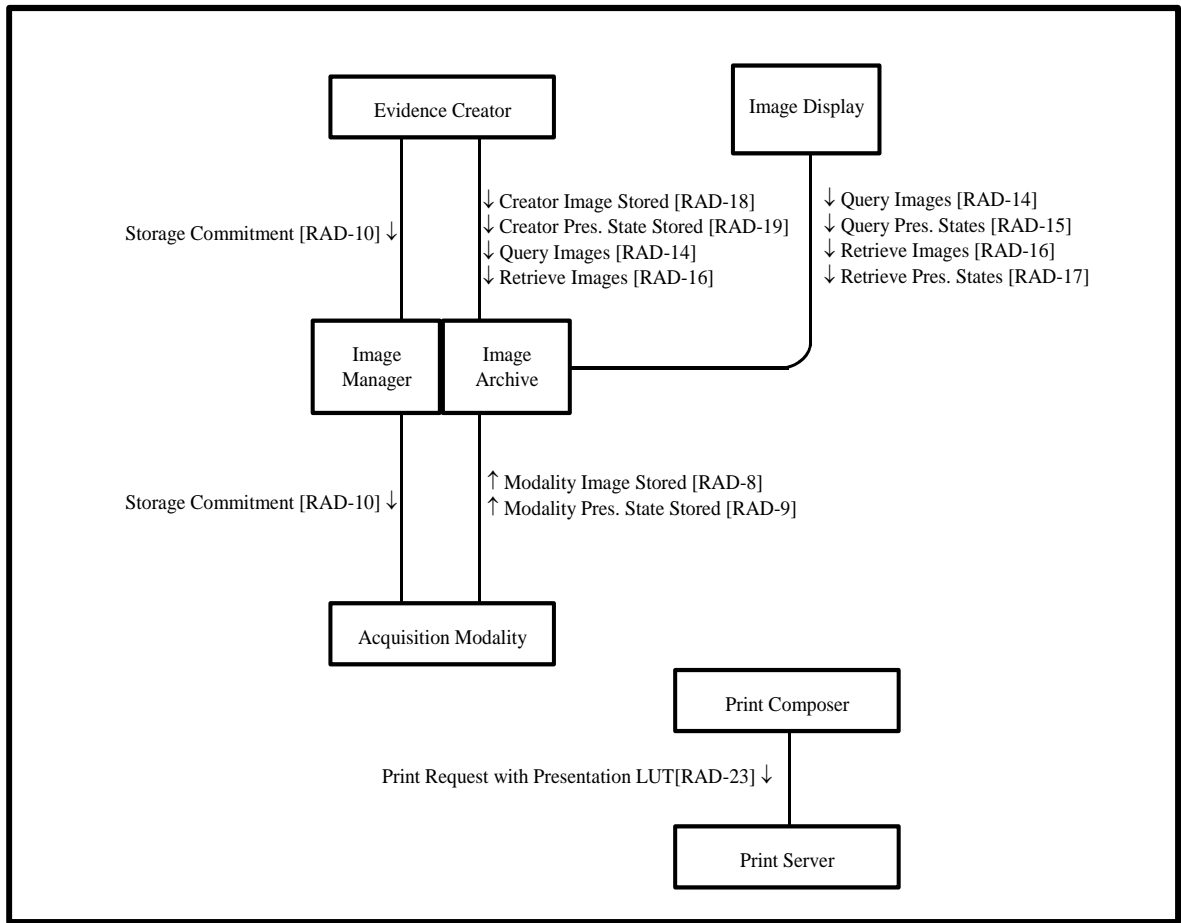 Evidence Creator
Image Display
Storage Commitment [RAD-10] ↓
↓ Creator Image Stored [RAD-18]
↓ Creator Pres. State Stored [RAD-19]
↓ Query Images [RAD-14]
↓ Retrieve Images [RAD-16]
↓ Query Images [RAD-14]
↓ Query Pres. States [RAD-15]
↓ Retrieve Images [RAD-16]
↓ Retrieve Pres. States [RAD-17]
Image
Manager
Image
Archive
Storage Commitment [RAD-10] ↓
↑ Modality Image Stored [RAD-8]
↑ Modality Pres. State Stored [RAD-9]
Acquisition Modality
Print Composer
Print Request with Presentation LUT[RAD-23] ↓
Print Server